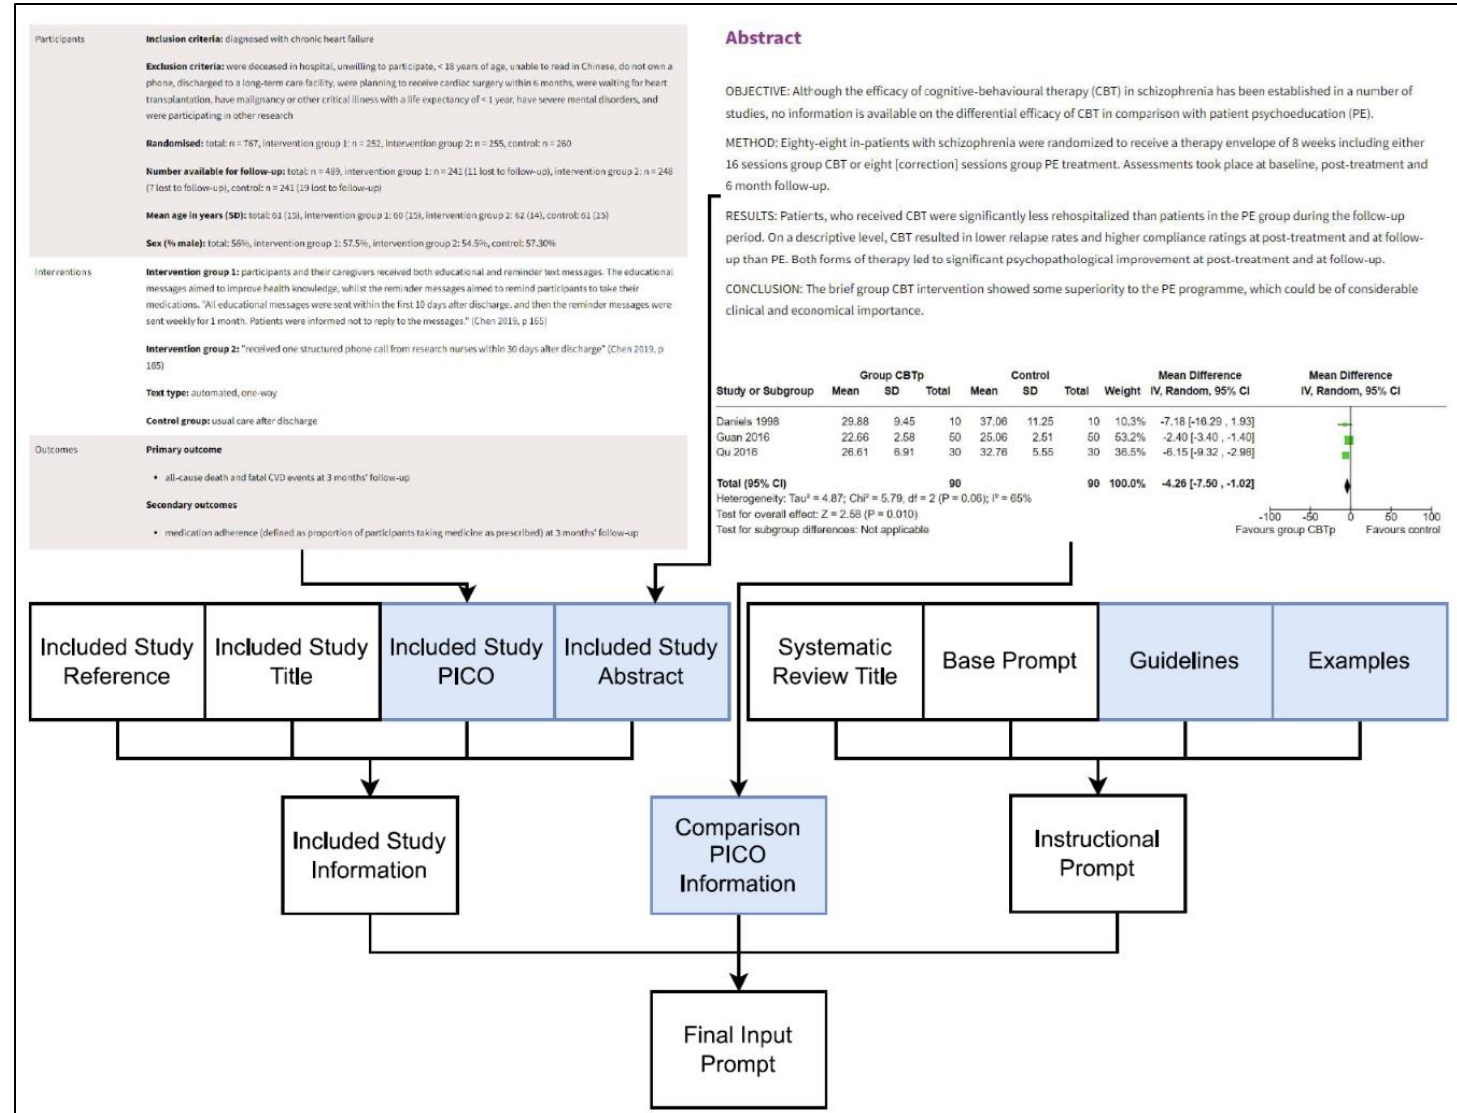 Participants
Inclusion criteria: diagnosed with chronic heart failure
Exclusion criteria: were deceased in hospital, unwilling to participate, < 18 years of age, unable to read in Chinese, do not own a
phone, discharged to a long-term care facility, were planning to receive cardiac surgery within 6 months, were waiting for heart
transplantation, have malignancy or other critical illness with a life expectancy of < 1 year, have severe mental disorders, and
were participating in other research
Randomised: total: n = 767, intervention group 1: n = 252, intervention group 2: n = 255, control: n = 260
Number available for follow-up: total: n = 489, intervention group 1: n = 241 (11 lost to follow-up), intervention group 2: n = 248
(7 lost to follow-up), control: n = 241 (19 lost to follow-up)
Mean age in years (SD): total: 61 (15), intervention group 1: 60 (15), intervention group 2: 62 (14), control: 61 (15)
Sex (% male): total: 56%, intervention group 1: 57.5%, intervention group 2: 54.5%, control: 57.30%
Interventions
Intervention group 1: participants and their caregivers received both educational and reminder text messages. The educational
messages aimed to improve health knowledge, whilst the reminder messages aimed to remind participants to take their
medications. "All educational messages were sent within the first 10 days after discharge, and then the reminder messages were
sent weekly for 1 month. Patients were informed not to reply to the messages." (Chen 2019, p 165)
Intervention group 2: "received one structured phone call from research nurses within 30 days after discharge" (Chen 2019, p
165)
Text type: automated, one-way
Control group: usual care after discharge
Outcomes
Primary outcome
• all-cause death and fatal CVD events at 3 months' follow-up
Secondary outcomes
• medication adherence (defined as proportion of participants taking medicine as prescribed) at 3 months' follow-up
Abstract
OBJECTIVE: Although the efficacy of cognitive-behavioural therapy (CBT) in schizophrenia has been established in a number of
studies, no information is available on the differential efficacy of CBT in comparison with patient psychoeducation (PE).
METHOD: Eighty-eight in-patients with schizophrenia were randomized to receive a therapy envelope of 8 weeks including either
16 sessions group CBT or eight [correction] sessions group PE treatment. Assessments took place at baseline, post-treatment and
6 month follow-up.
RESULTS: Patients, who received CBT were significantly less rehospitalized than patients in the PE group during the follow-up
period. On a descriptive level, CBT resulted in lower relapse rates and higher compliance ratings at post-treatment and at follow-
up than PE. Both forms of therapy led to significant psychopathological improvement at post-treatment and at follow-up.
CONCLUSION: The brief group CBT intervention showed some superiority to the PE programme, which could be of considerable
clinical and economical importance.
Group CBTp Control Mean Difference Mean Difference
Study or Subgroup Mean SD Total Mean SD Total Weight IV, Random, 95% CI IV, Random, 95% CI
Daniels 1998 29.88 9.45 10 37.06 11.25 10 10.3% -7.18 [-16.29 , 1.93]
Guan 2016 22.66 2.58 50 25.06 2.51 50 53.2% -2.40 [-3.40 , -1.40]
Qu 2016 26.61 6.91 30 32.76 5.55 30 36.5% -6.15 [-9.32 , -2.98]
Total (95% CI) 90 90 100.0% -4.26 [-7.50 , -1.02]
Heterogeneity: Tau² = 4.87; Chi² = 5.79, df = 2 (P = 0.06); I² = 65%
Test for overall effect: Z = 2.58 (P = 0.010)
Test for subgroup differences: Not applicable
-100 -50 0 50 100
Favours group CBTp Favours control
Included Study
Reference
Included Study
Title
Included Study
PICO
Included Study
Abstract
Systematic
Review Title
Base Prompt
Guidelines
Examples
Included Study
Information
Comparison
PICO
Information
Instructional
Prompt
Final Input
Prompt